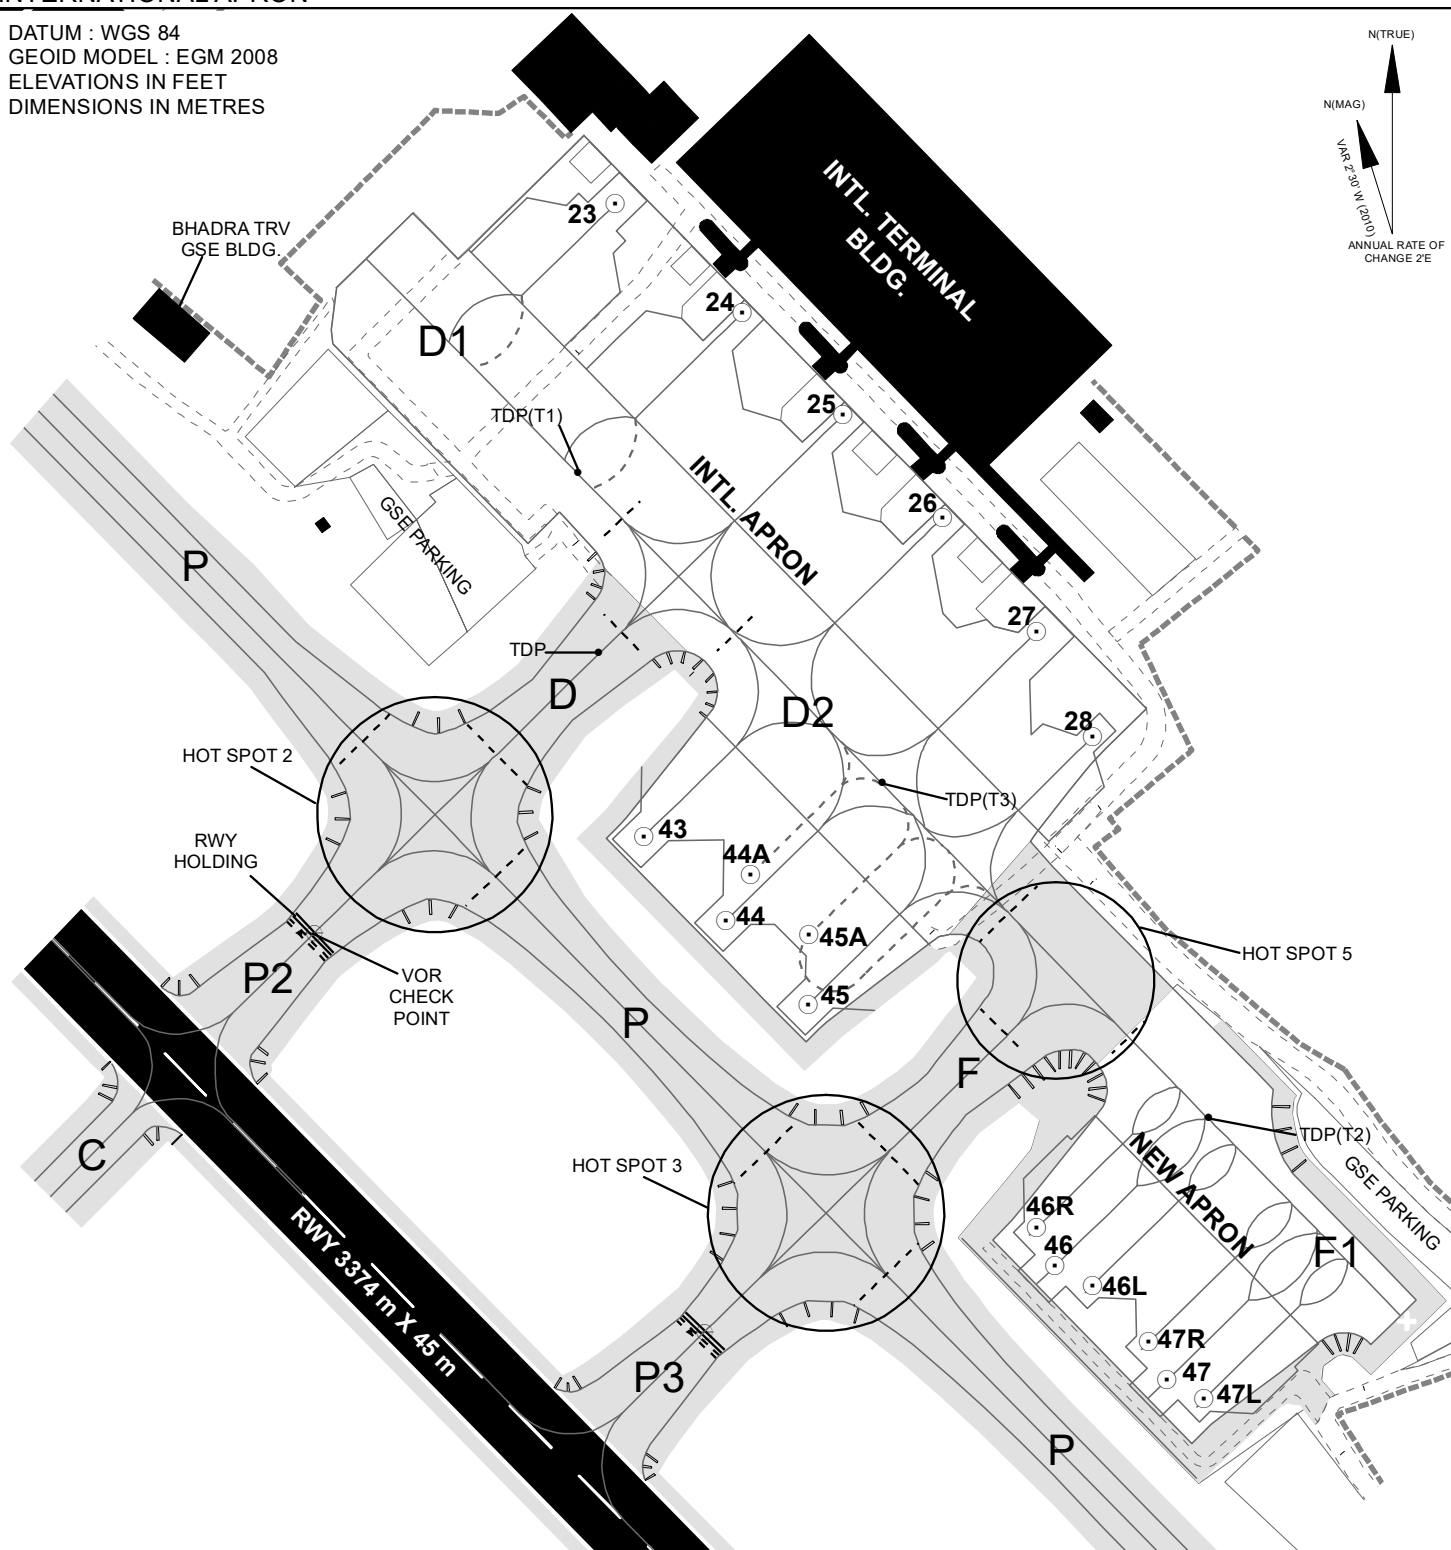 INTERNATIONAL APRON
DATUM : WGS 84
GEOID MODEL : EGM 2008
ELEVATIONS IN FEET
DIMENSIONS IN METRES
N(TRUE)
N(MAG)
VAR 2°30' W (2010)
ANNUAL RATE OF
CHANGE 2'E
BHADRA TRV
GSE BLDG.
INTL. TERMINAL
BLDG.
23
24
25
26
27
28
D1
TDP(T1)
INTL. APRON
GSE PARKING
P
TDP
D
D2
TDP(T3)
HOT SPOT 2
RWY
HOLDING
43
44A
44
45A
45
HOT SPOT 5
P2
VOR
CHECK
POINT
P
F
C
HOT SPOT 3
NEW APRON
TDP(T2)
GSE PARKING
F1
46R
46
46L
47R
47
47L
RWY 3374 m X 45 m
P3
P